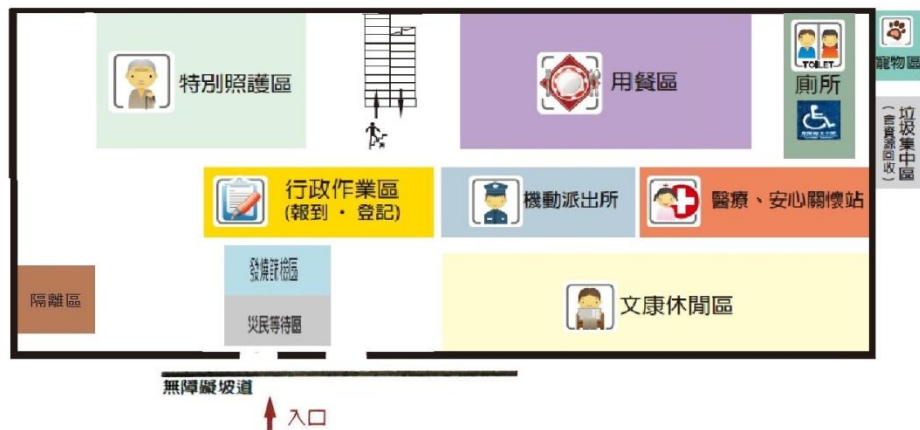 特別照護區
用餐區
TOILET
廁所
寵物區
垃圾集中區
(含資源回收)
行政作業區
(報到 · 登記)
機動派出所
醫療、安心關懷站
發燒篩檢區
災民等待區
隔離區
文康休閒區
無障礙坡道
入口